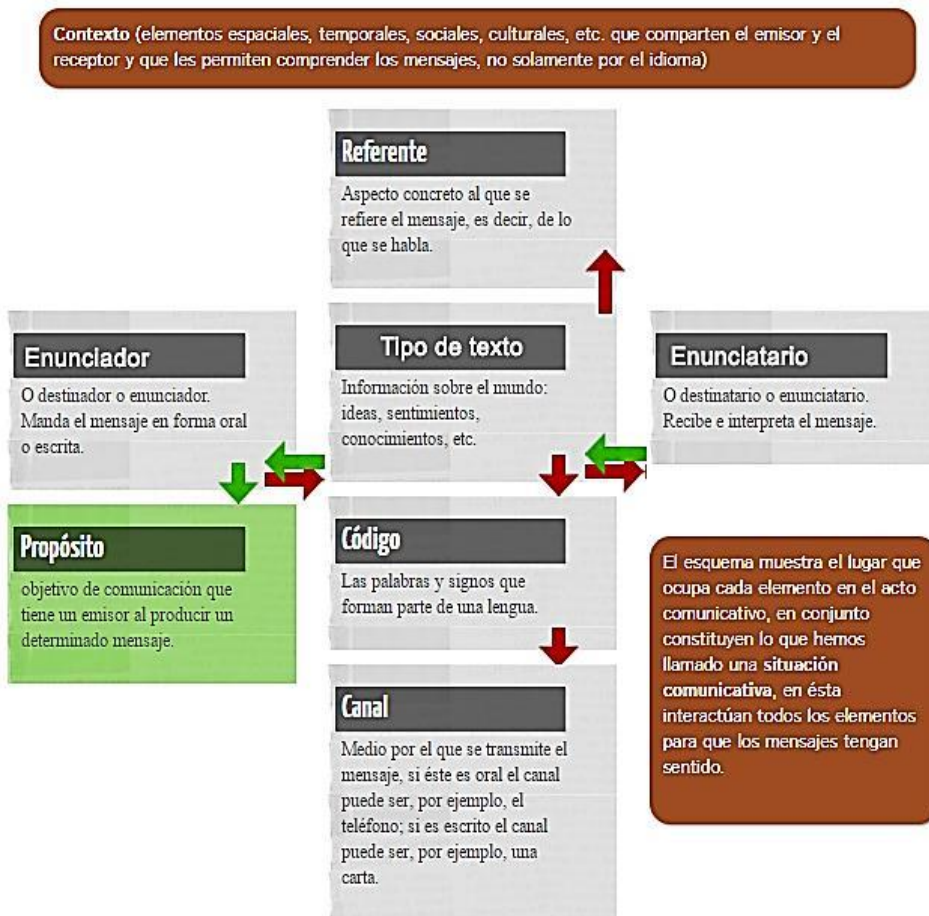 Contexto (elementos espaciales, temporales, sociales, culturales, etc. que comparten el emisor y el
receptor y que les permiten comprender los mensajes, no solamente por el idioma)
Referente
Aspecto concreto al que se
refiere el mensaje, es decir, de lo
que se habla.
Enunciador
O destinador o enunciador.
Manda el mensaje en forma oral
o escrita.
Tipo de texto
Información sobre el mundo:
ideas, sentimientos,
conocimientos, etc.
Enunciatario
O destinatario o enunciatario.
Recibe e interpreta el mensaje.
Propósito
objetivo de comunicación que
tiene un emisor al producir un
determinado mensaje.
Código
Las palabras y signos que
forman parte de una lengua.
Canal
Medio por el que se transmite el
mensaje, si éste es oral el canal
puede ser, por ejemplo, el
teléfono; si es escrito el canal
puede ser, por ejemplo, una
carta.
El esquema muestra el lugar que
ocupa cada elemento en el acto
comunicativo, en conjunto
constituyen lo que hemos
llamado una situación
comunicativa, en ésta
interactúan todos los elementos
para que los mensajes tengan
sentido.